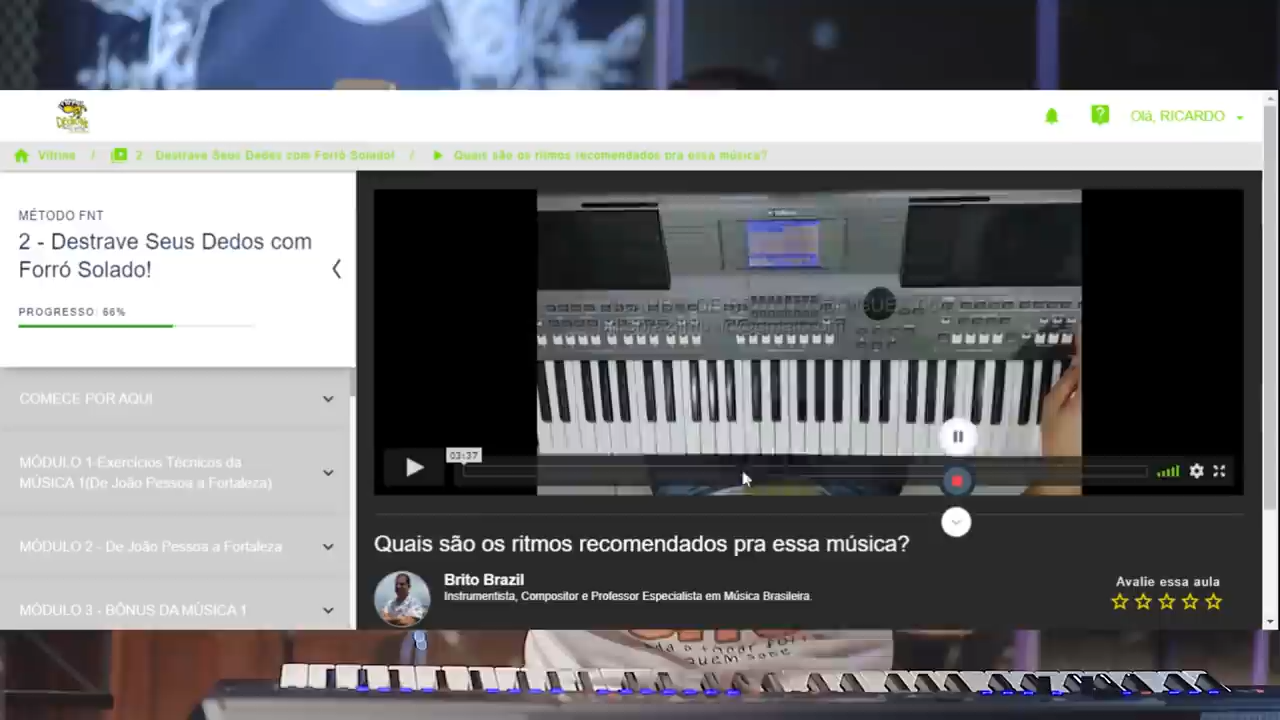 Olá, RICARDO
Vitrine / 2 - Destrave Seus Dedos com Forró Solado! / Quais são os ritmos recomendados pra essa música?
MÉTODO FNT
2 - Destrave Seus Dedos com
Forró Solado!
PROGRESSO: 66%
COMECE POR AQUI
MÓDULO 1-Exercícios Técnicos da
MÚSICA 1(De João Pessoa a Fortaleza)
MÓDULO 2 - De João Pessoa a Fortaleza
MÓDULO 3 - BÔNUS DA MÚSICA 1
03:37
Quais são os ritmos recomendados pra essa música?
Brito Brazil
Instrumentista, Compositor e Professor Especialista em Música Brasileira.
Avalie essa aula
quem sabe